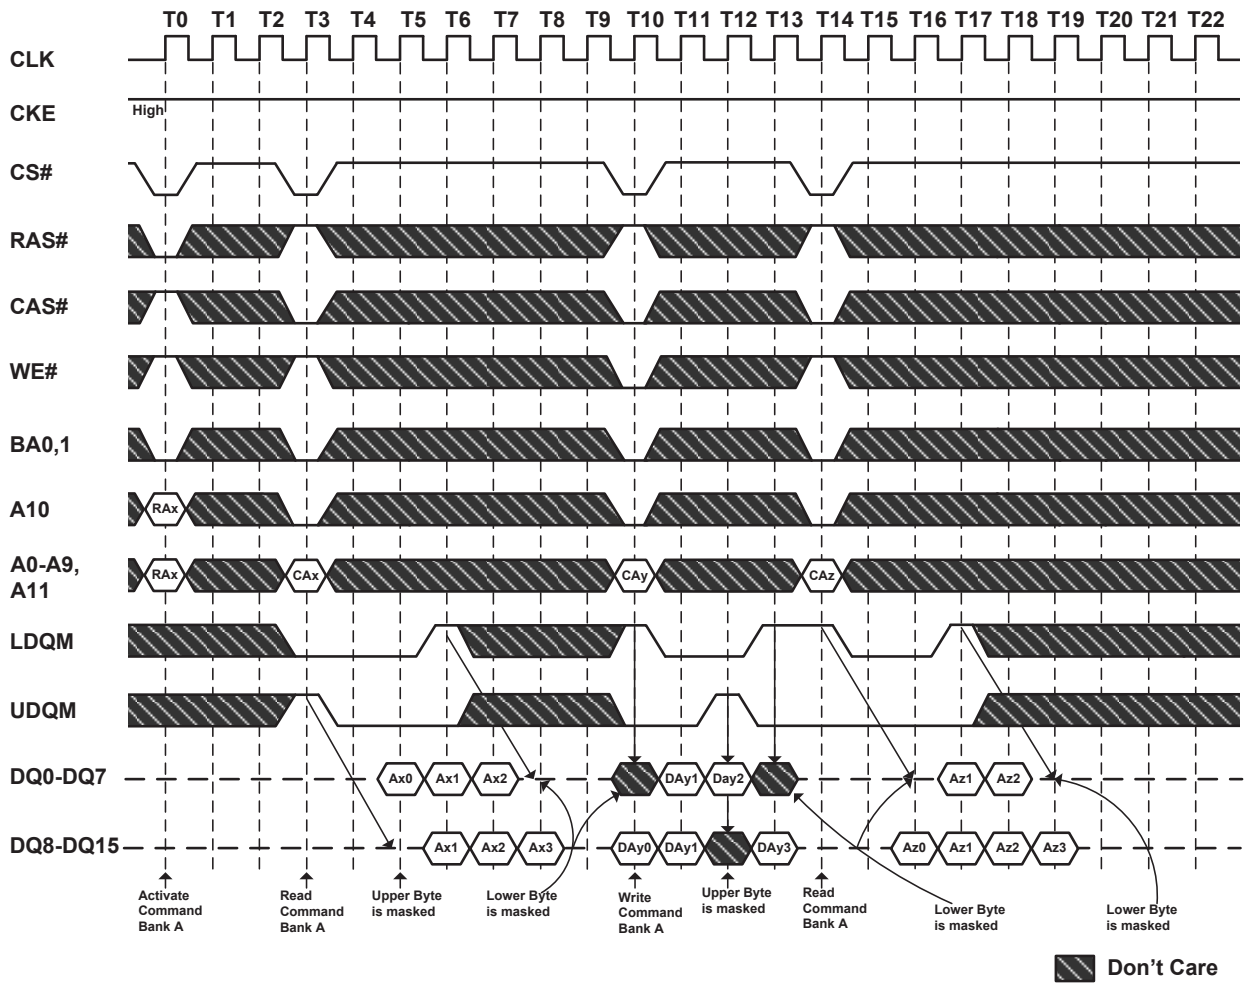 T0 T1 T2 T3 T4 T5 T6 T7 T8 T9 T10 T11 T12 T13 T14 T15 T16 T17 T18 T19 T20 T21 T22
CLK
CKE High
CS#
RAS#
CAS#
WE#
BA0,1
A10 RAx
A0-A9,
A11
RAx CAx CAy CAz
LDQM
UDQM
DQ0-DQ7 Ax0 Ax1 Ax2 DAy1 Day2 Az1 Az2
DQ8-DQ15 Ax1 Ax2 Ax3 DAy0 DAy1 DAy3 Az0 Az1 Az2 Az3
Activate
Command
Bank A
Read
Command
Bank A
Upper Byte
is masked
Lower Byte
is masked
Write
Command
Bank A
Upper Byte
is masked
Read
Command
Bank A
Lower Byte
is masked
Lower Byte
is masked
Don't Care